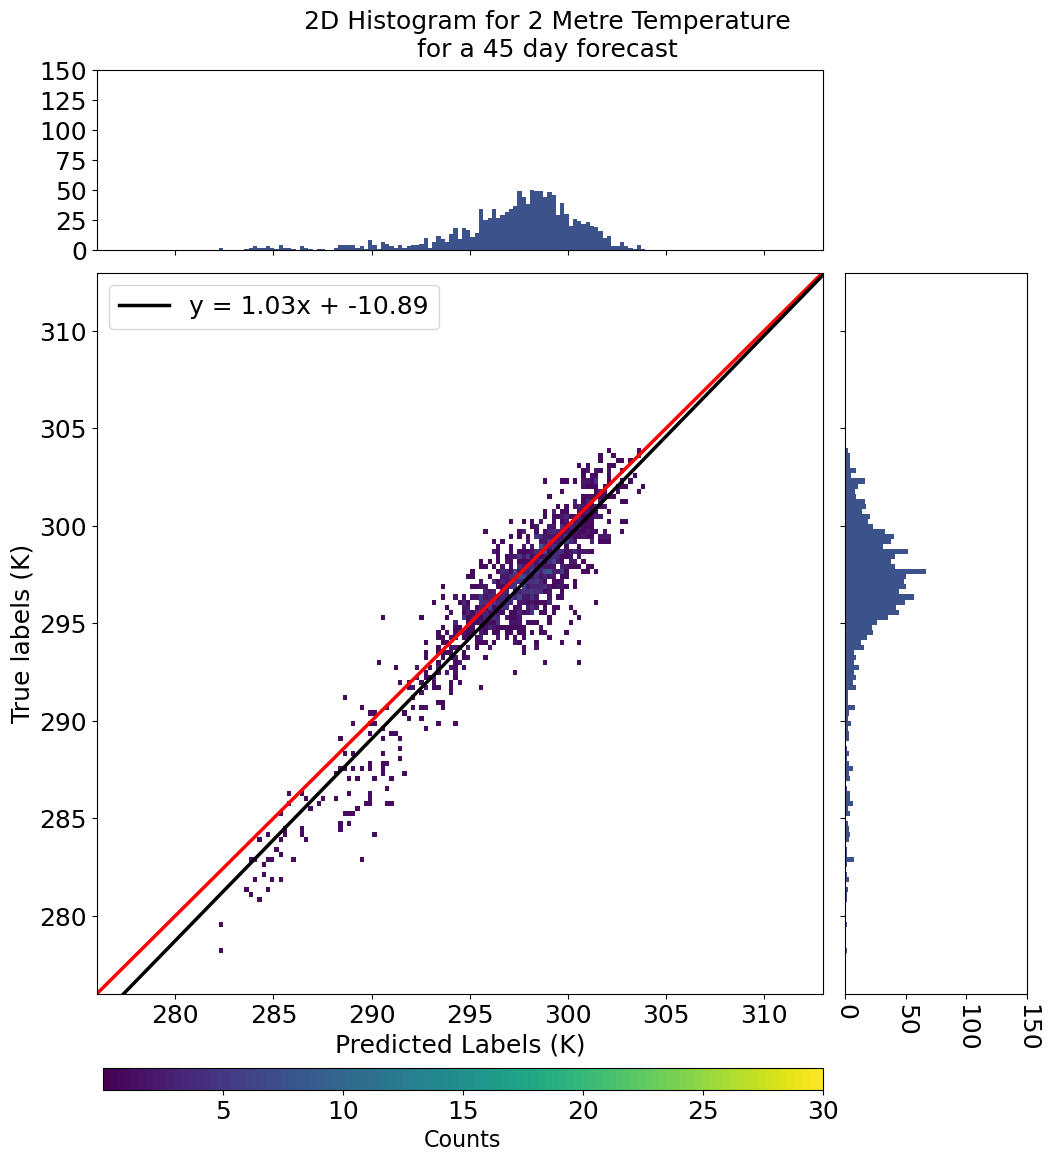 2D Histogram for 2 Metre Temperature
for a 45 day forecast
150
125
100
75
50
25
0
y = 1.03x + -10.89
310
305
300
295
290
285
280
True labels (K)
280 285 290 295 300 305 310
Predicted Labels (K)
0 50 100 150
5 10 15 20 25 30
Counts